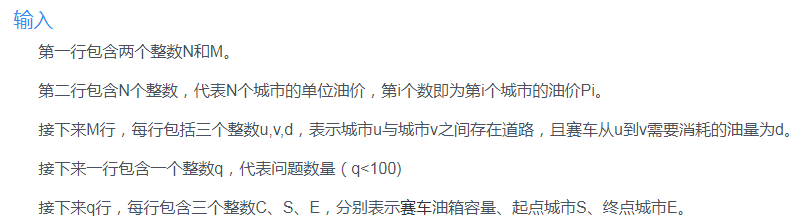 输入
第一行包含两个整数N和M。
第二行包含N个整数，代表N个城市的单位油价，第i个数即为第i个城市的油价Pi。
接下来M行，每行包括三个整数u,v,d，表示城市u与城市v之间存在道路，且赛车从u到v需要消耗的油量为d。
接下来一行包含一个整数q，代表问题数量（q<100)
接下来q行，每行包含三个整数C、S、E，分别表示赛车油箱容量、起点城市S、终点城市E。